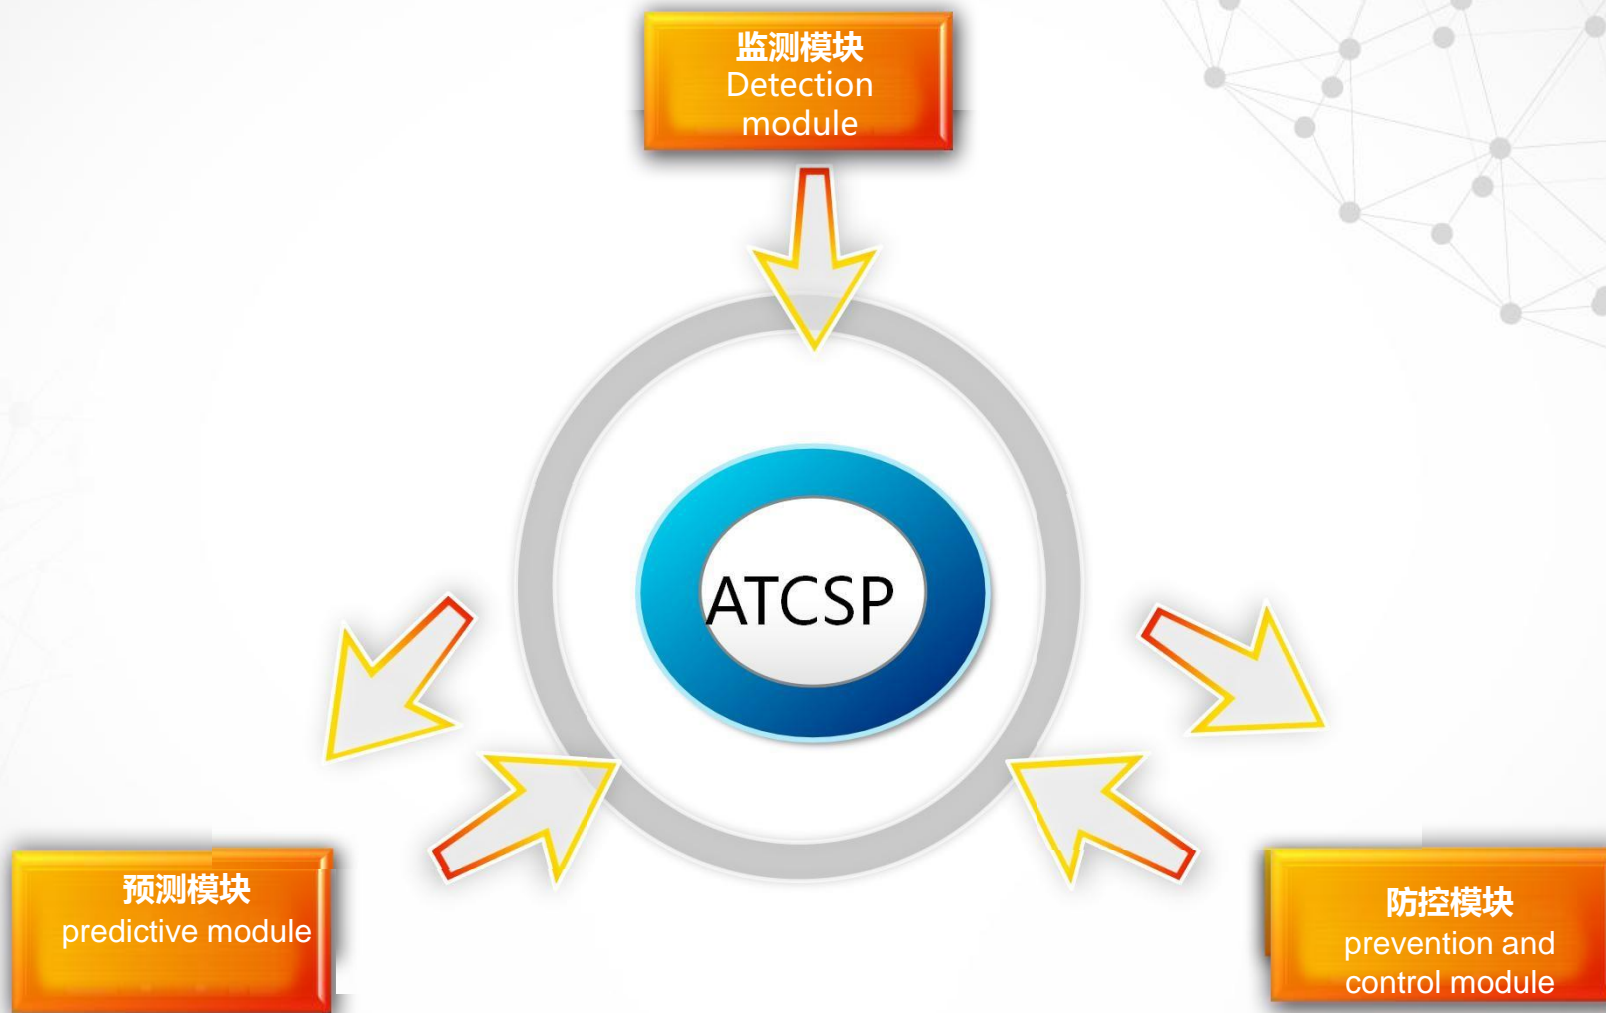 监测模块
Detection
module
ATCSP
预测模块
predictive module
防控模块
prevention and
control module